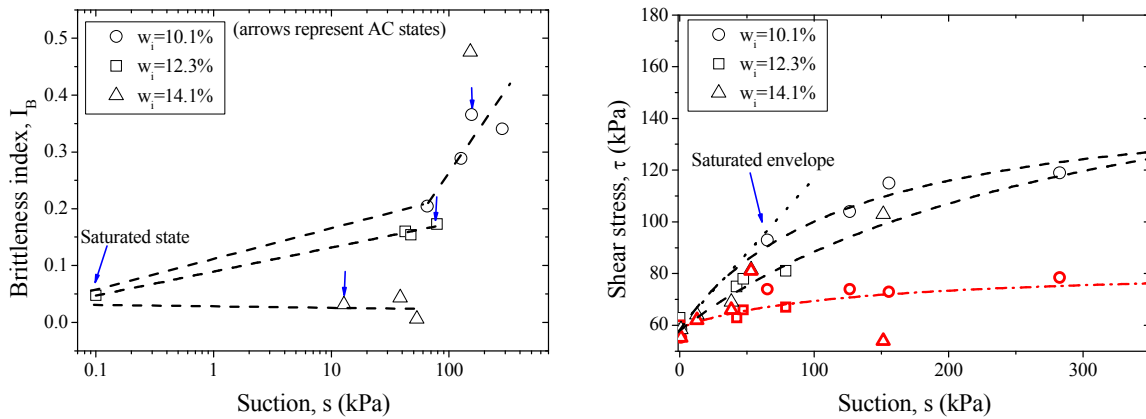 (arrows represent AC states)
w_i=10.1%
w_i=12.3%
w_i=14.1%
Saturated state
Brittleness index, I_B
0.5
0.4
0.3
0.2
0.1
0.0
0.1
1
10
100
Suction, s (kPa)
w_i=10.1%
w_i=12.3%
w_i=14.1%
Saturated envelope
Shear stress, τ (kPa)
180
160
140
120
100
80
60
40
0
100
200
300
Suction, s (kPa)